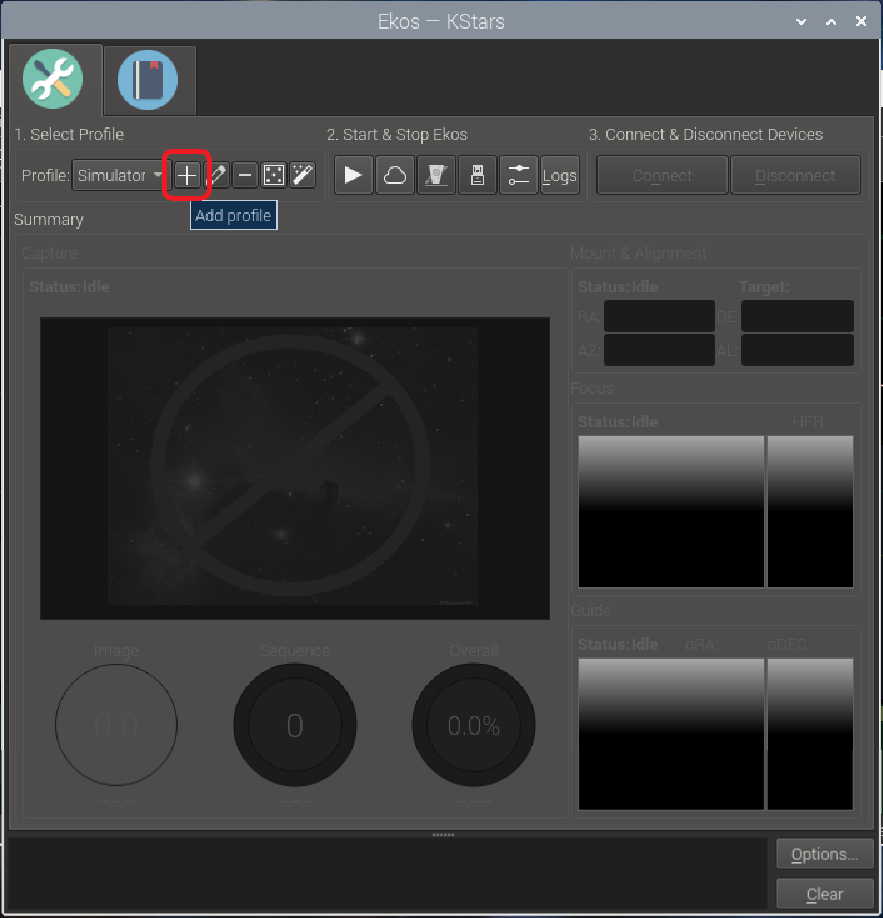 Ekos — KStars
1. Select Profile
2. Start & Stop Ekos
3. Connect & Disconnect Devices
Profile: Simulator
Logs
Connect
Disconnect
Add profile
Summary
Capture
Status: Idle
Mount & Alignment
Status: Idle Target:
RA: DE:
AZ: AL:
Focus
Status: Idle HFR
Guide
Status: Idle σRA: σDEC
Image
Sequence
Overall
0.0
0
0.0%
--:--:--
--:--:--
--:--:--
Options...
Clear